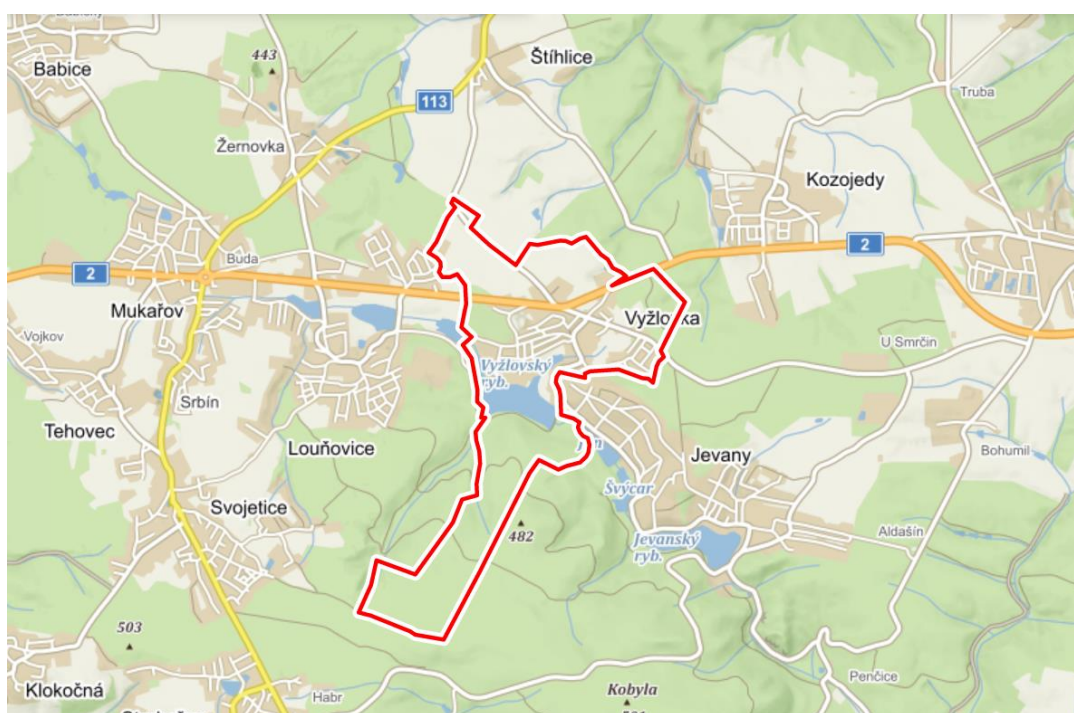 Štíhlice
Babice
443
113
Truba
Žernovka
Kozojedy
2
Buda
2
Mukařov
Vyžlovka
Vojkov
U Smrčin
Vyžlovský
ryb.
Srbín
Tehovec
Louňovice
Jevany
Bohumil
Švýcar
Svojetice
482
Jevanský
ryb.
Aldašín
503
Klokočná
Habr
Kobyla
Penčice